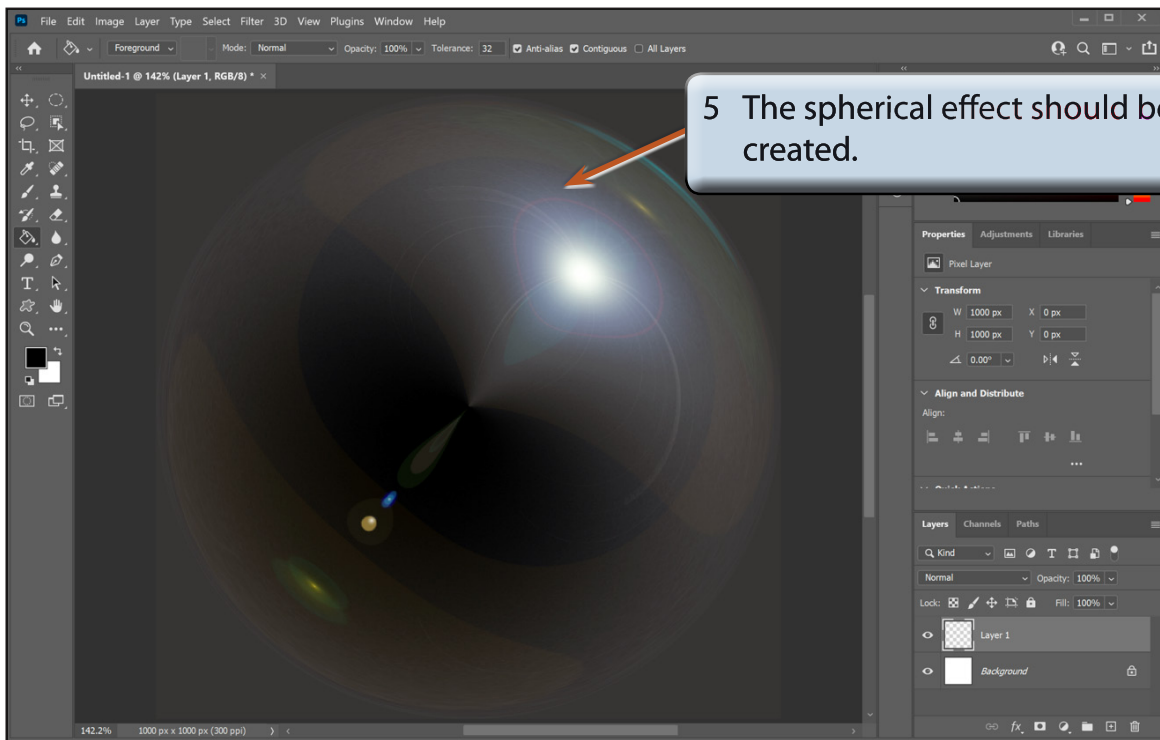 Ps File Edit Image Layer Type Select Filter 3D View Plugins Window Help
Foreground Mode: Normal Opacity: 100% Tolerance: 32 Anti-alias Contiguous All Layers
Untitled-1 @ 142% (Layer 1, RGB/8) * ×
5 The spherical effect should be
created.
Properties Adjustments Libraries
Pixel Layer
Transform
W 1000 px X 0 px
H 1000 px Y 0 px
0.00°
Align and Distribute
Align:
Layers Channels Paths
Kind
Normal Opacity: 100%
Lock: Fill: 100%
Layer 1
Background
fx
142.2% 1000 px x 1000 px (300 ppi)